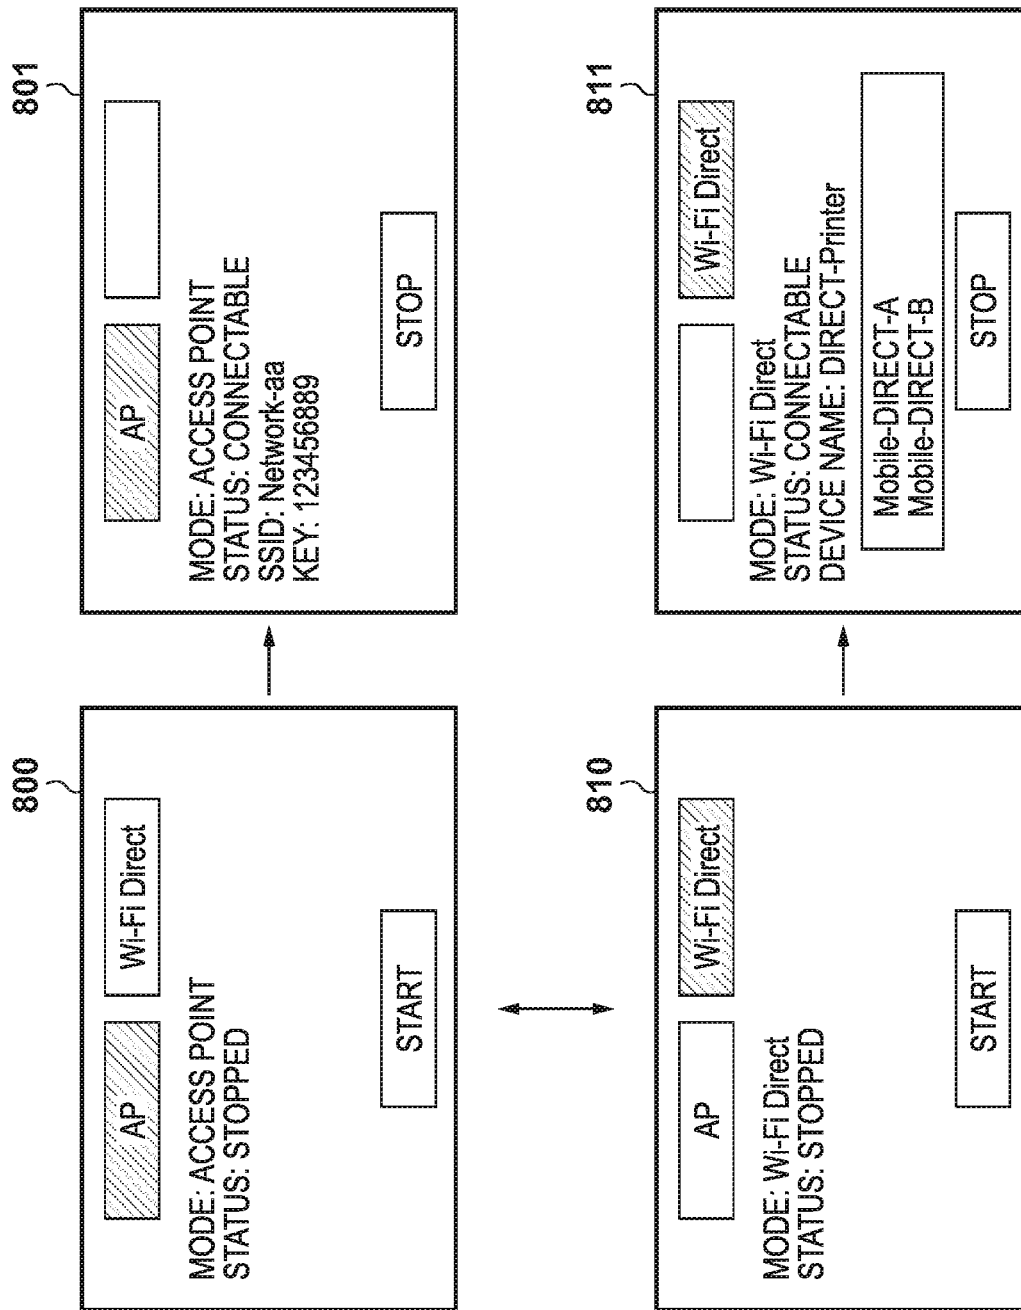 800
AP
Wi-Fi Direct
MODE: ACCESS POINT
STATUS: STOPPED
START
801
AP
MODE: ACCESS POINT
STATUS: CONNECTABLE
SSID: Network-aa
KEY: 123456889
STOP
810
AP
Wi-Fi Direct
MODE: Wi-Fi Direct
STATUS: STOPPED
START
811
Wi-Fi Direct
MODE: Wi-Fi Direct
STATUS: CONNECTABLE
DEVICE NAME: DIRECT-Printer
Mobile-DIRECT-A
Mobile-DIRECT-B
STOP